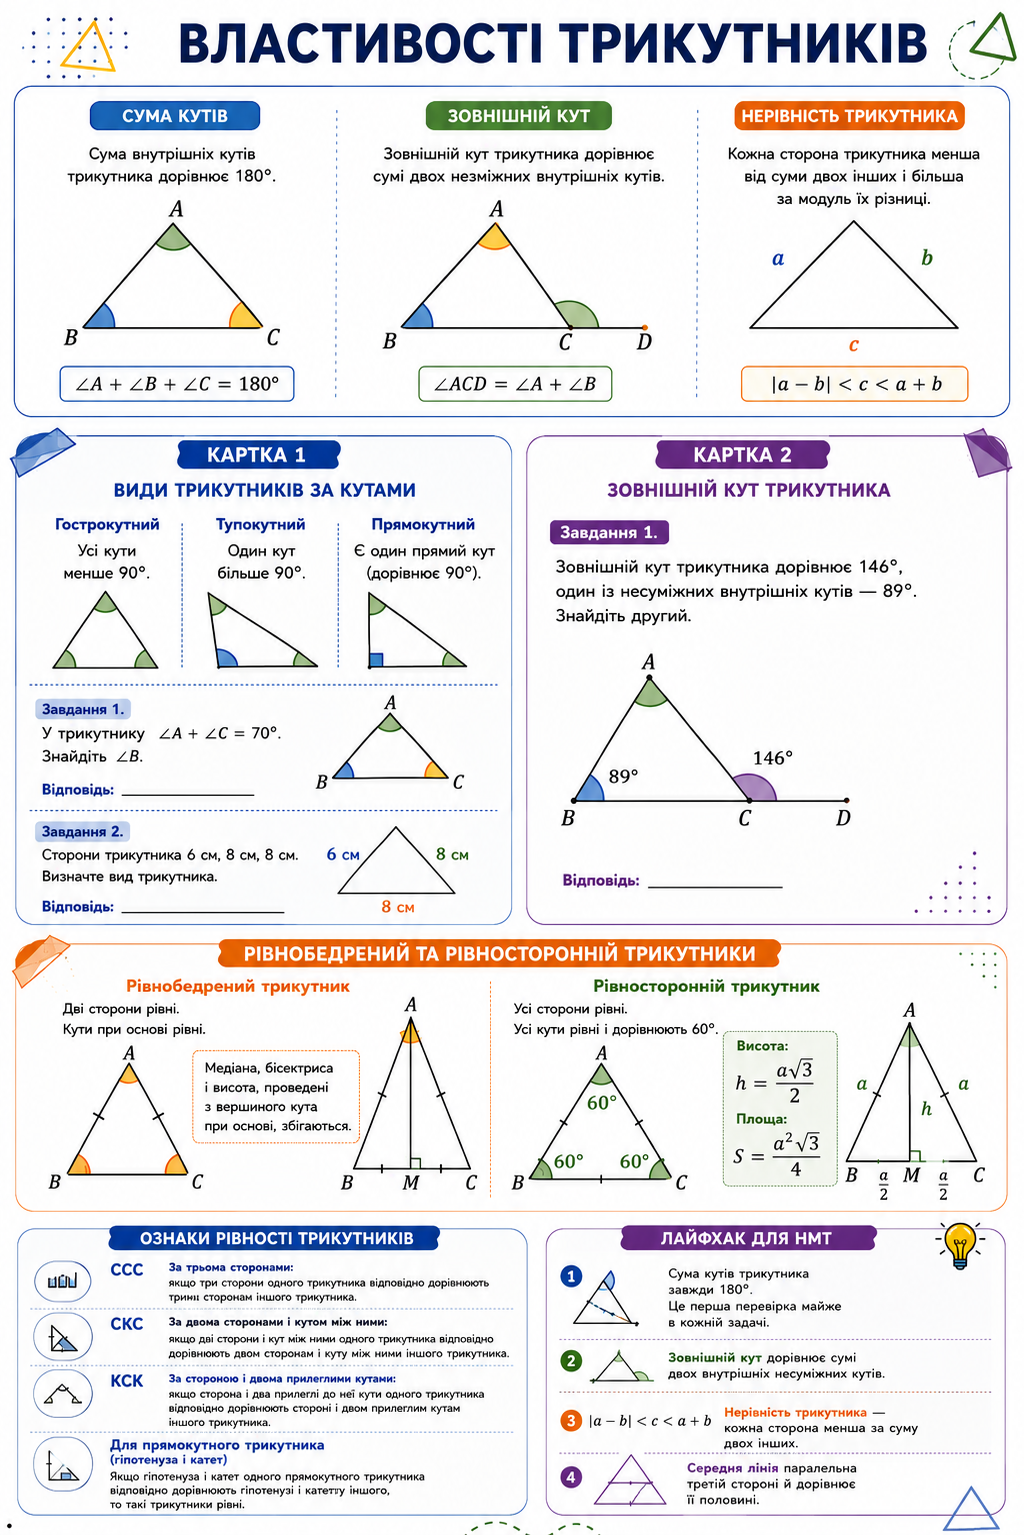 ВЛАСТИВОСТІ ТРИКУТНИКІВ
СУМА КУТІВ
Сума внутрішніх кутів
трикутника дорівнює 180°.
A
B
C
∠A + ∠B + ∠C = 180°
ЗОВНІШНІЙ КУТ
Зовнішній кут трикутника дорівнює
сумі двох незміжних внутрішніх кутів.
A
B
C
D
∠ACD = ∠A + ∠B
НЕРІВНІСТЬ ТРИКУТНИКА
Кожна сторона трикутника менша
від суми двох інших і більша
за модуль їх різниці.
a
b
c
|a − b| < c < a + b
КАРТКА 1
ВИДИ ТРИКУТНИКІВ ЗА КУТАМИ
Гострокутний
Усі кути
менше 90°.
Тупокутний
Один кут
більше 90°.
Прямокутний
Є один прямий кут
(дорівнює 90°).
Завдання 1.
У трикутнику ∠A + ∠C = 70°.
Знайдіть ∠B.
Відповідь:
A
B
C
Завдання 2.
Сторони трикутника 6 см, 8 см, 8 см.
Визначте вид трикутника.
Відповідь:
6 см
8 см
8 см
КАРТКА 2
ЗОВНІШНІЙ КУТ ТРИКУТНИКА
Завдання 1.
Зовнішній кут трикутника дорівнює 146°,
один із несуміжних внутрішніх кутів — 89°.
Знайдіть другий.
A
146°
89°
B
C
D
Відповідь:
РІВНОБЕДРЕНИЙ ТА РІВНОСТОРОННІЙ ТРИКУТНИКИ
Рівнобедрений трикутник
Дві сторони рівні.
Кути при основі рівні.
A
B
C
Медіана, бісектриса
і висота, проведені
з вершиного кута
при основі, збігаються.
A
B
M
C
Рівносторонній трикутник
Усі сторони рівні.
Усі кути рівні і дорівнюють 60°.
A
60°
60°
60°
B
C
Висота:
h = a√3/2
Площа:
S = a²√3/4
A
a
a
h
B
a/2
M
a/2
C
ОЗНАКИ РІВНОСТІ ТРИКУТНИКІВ
ССС
За трьома сторонами:
якщо три сторони одного трикутника відповідно дорівнюють
сторонам іншого трикутника.
СКС
За двома сторонами і кутом між ними:
якщо дві сторони і кут між ними одного трикутника відповідно
дорівнюють двом сторонам і куту між ними іншого трикутника.
КСК
За стороною і двома прилеглими кутами:
якщо сторона і два прилеглі до неї кути одного трикутника
відповідно дорівнюють стороні і двом прилеглим кутам
іншого трикутника.
Для прямокутного трикутника
(гіпотенуза і катет)
Якщо гіпотенуза і катет одного прямокутного трикутника
відповідно дорівнюють гіпотенузі і іншого,
то такі трикутники рівні.
ЛАЙФХАК ДЛЯ НМТ
1
Сума кутів трикутника
завжди 180°.
Це перша перевірка майже
в кожній задачі.
2
Зовнішній кут дорівнює сумі
двох внутрішніх несуміжних кутів.
3
|a − b| < c < a + b
Нерівність трикутника —
кожна сторона менша за суму
двох інших.
4
Середня лінія паралельна
третій стороні й дорівнює
її половині.